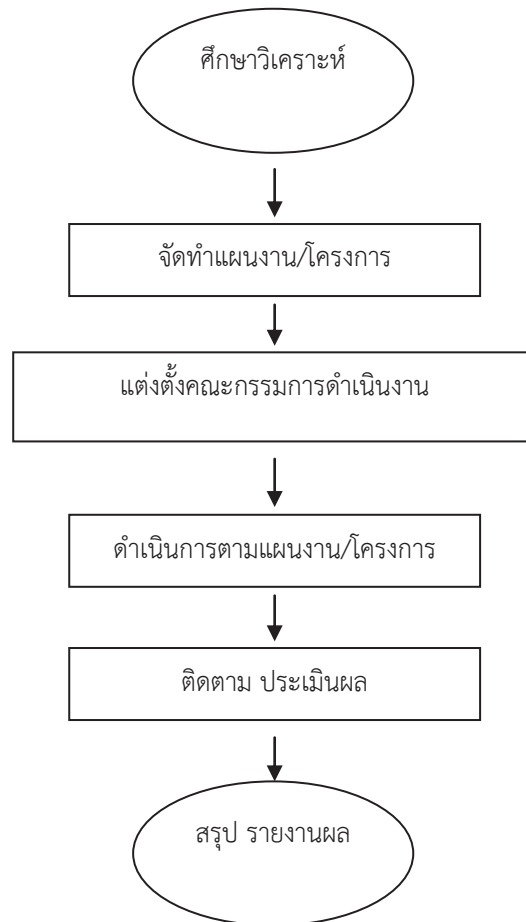 ศึกษาวิเคราะห์
จัดทำแผนงาน/โครงการ
แต่งตั้งคณะกรรมการดำเนินงาน
ดำเนินการตามแผนงาน/โครงการ
ติดตาม ประเมินผล
สรุป รายงานผล